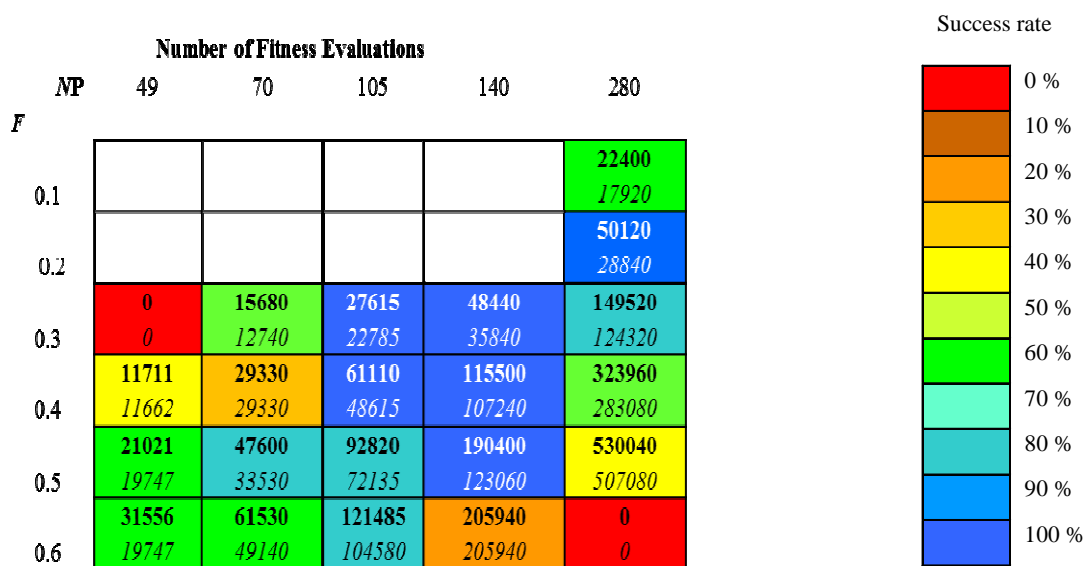 Success rate
Number of Fitness Evaluations
NP 49 70 105 140 280
F
0.1 22400
17920
0.2 50120
28840
0.3 0 15680 27615 48440 149520
0 12740 22785 35840 124320
0.4 11711 29330 61110 115500 323960
11662 29330 48615 107240 283080
0.5 21021 47600 92820 190400 530040
19747 33530 72135 123060 507080
0.6 31556 61530 121485 205940 0
19747 49140 104580 205940 0
0 %
10 %
20 %
30 %
40 %
50 %
60 %
70 %
80 %
90 %
100 %